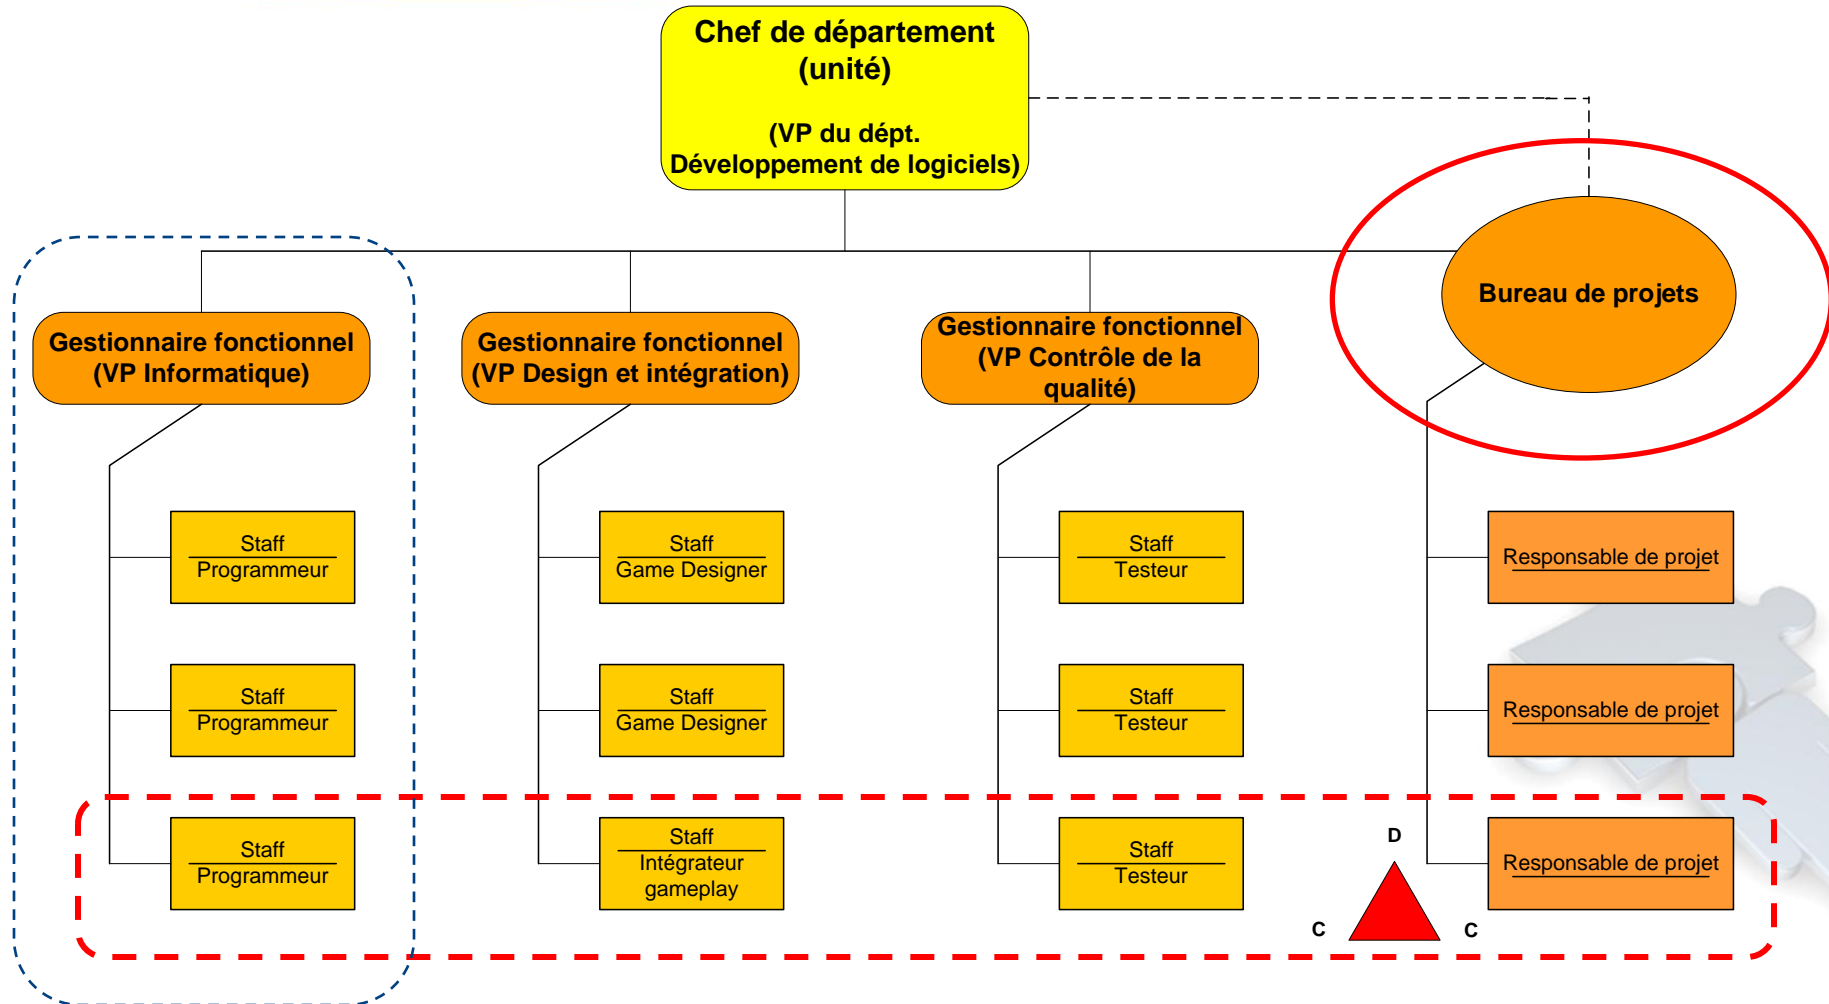 Chef de département
(unité)
(VP du dépt.
Développement de logiciels)
Bureau de projets
Gestionnaire fonctionnel
(VP Informatique)
Gestionnaire fonctionnel
(VP Design et intégration)
Gestionnaire fonctionnel
(VP Contrôle de la
qualité)
Staff
Programmeur
Staff
Game Designer
Staff
Testeur
Responsable de projet
Staff
Programmeur
Staff
Game Designer
Staff
Testeur
Responsable de projet
Staff
Programmeur
Staff
Intégrateur
gameplay
Staff
Testeur
D
C
C
Responsable de projet